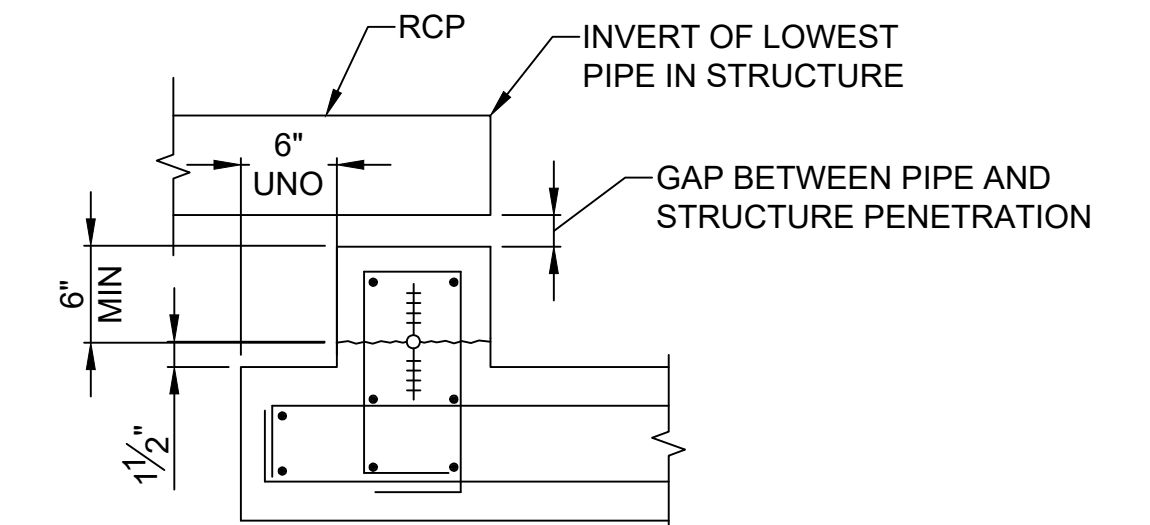 RCP
INVERT OF LOWEST
PIPE IN STRUCTURE
6"
UNO
GAP BETWEEN PIPE AND
STRUCTURE PENETRATION
6"
MIN
1½"